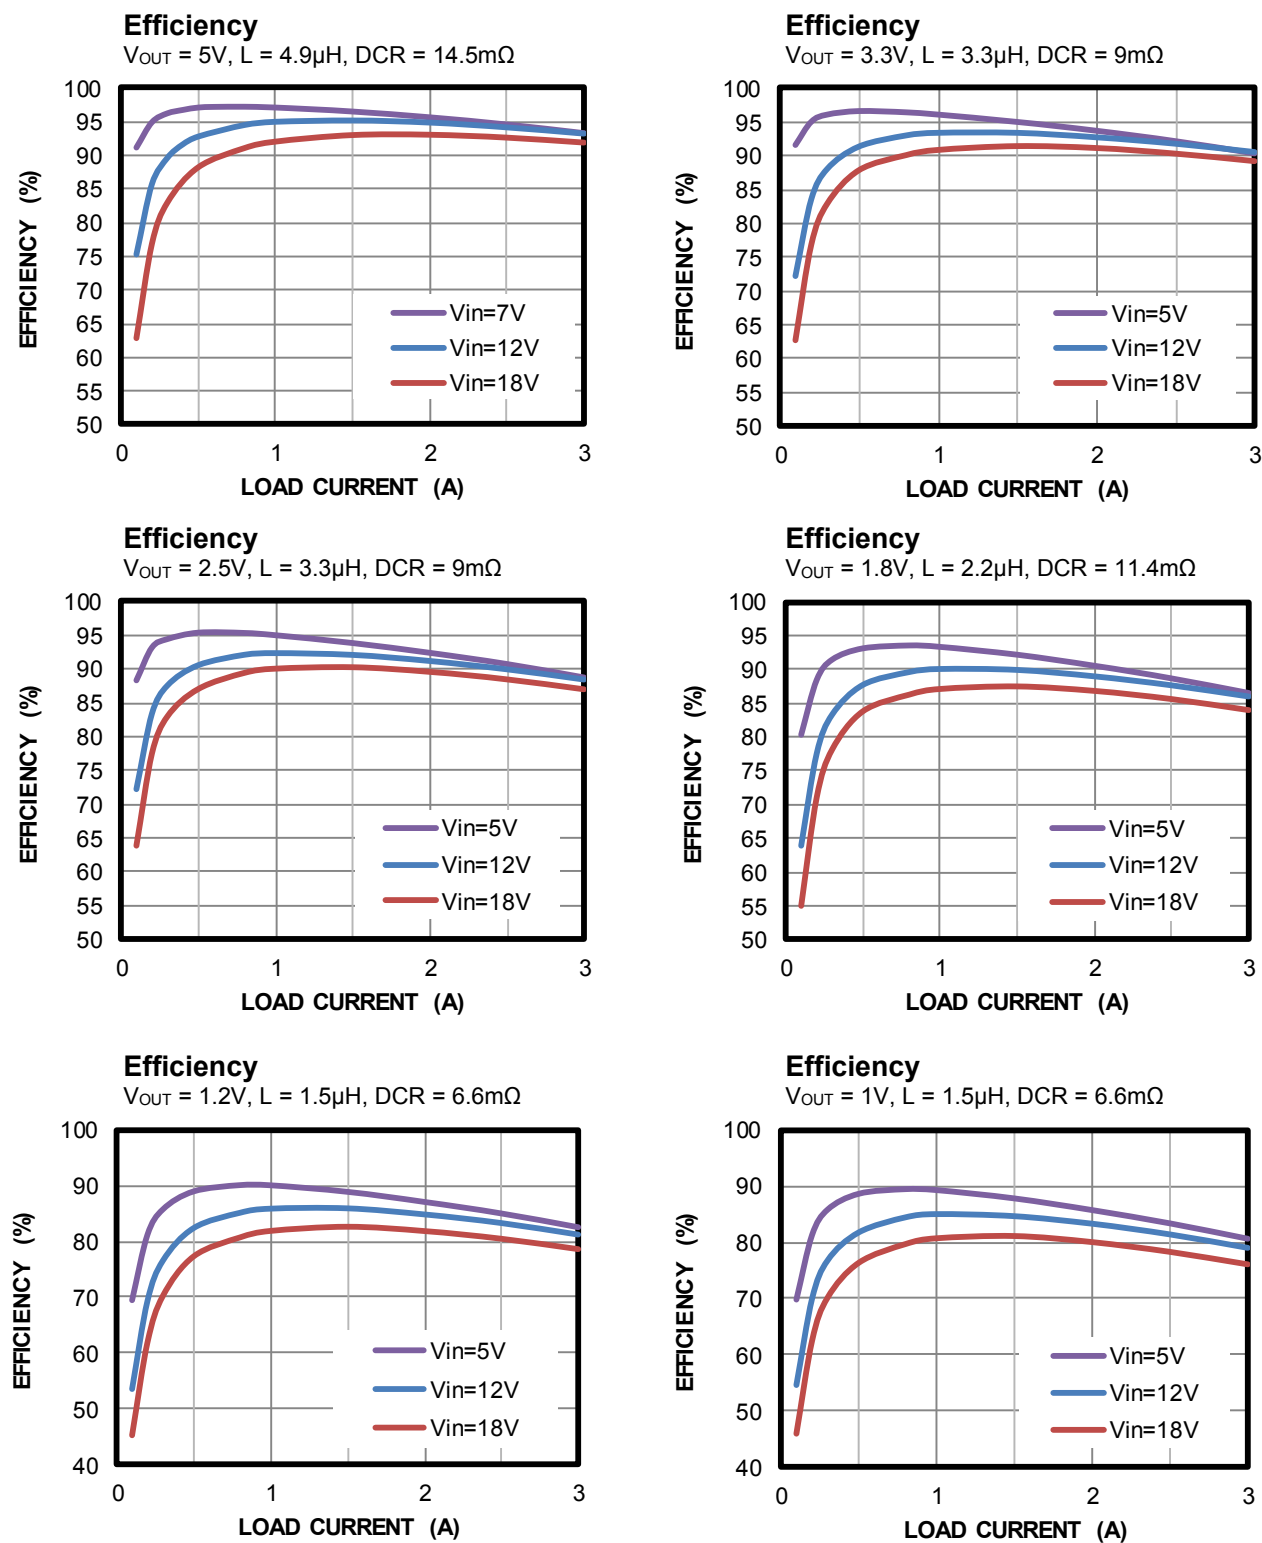 Efficiency
VOUT = 5V, L = 4.9µH, DCR = 14.5mΩ
100
95
90
85
80
75
70
65
60
55
50
EFFICIENCY (%)
Vin=7V
Vin=12V
Vin=18V
0 1 2 3
LOAD CURRENT (A)
Efficiency
VOUT = 3.3V, L = 3.3µH, DCR = 9mΩ
100
95
90
85
80
75
70
65
60
55
50
EFFICIENCY (%)
Vin=5V
Vin=12V
Vin=18V
0 1 2 3
LOAD CURRENT (A)
Efficiency
VOUT = 2.5V, L = 3.3µH, DCR = 9mΩ
100
95
90
85
80
75
70
65
60
55
50
EFFICIENCY (%)
Vin=5V
Vin=12V
Vin=18V
0 1 2 3
LOAD CURRENT (A)
Efficiency
VOUT = 1.8V, L = 2.2µH, DCR = 11.4mΩ
100
95
90
85
80
75
70
65
60
55
50
EFFICIENCY (%)
Vin=5V
Vin=12V
Vin=18V
0 1 2 3
LOAD CURRENT (A)
Efficiency
VOUT = 1.2V, L = 1.5µH, DCR = 6.6mΩ
100
90
80
70
60
50
40
EFFICIENCY (%)
Vin=5V
Vin=12V
Vin=18V
0 1 2 3
LOAD CURRENT (A)
Efficiency
VOUT = 1V, L = 1.5µH, DCR = 6.6mΩ
100
90
80
70
60
50
40
EFFICIENCY (%)
Vin=5V
Vin=12V
Vin=18V
0 1 2 3
LOAD CURRENT (A)